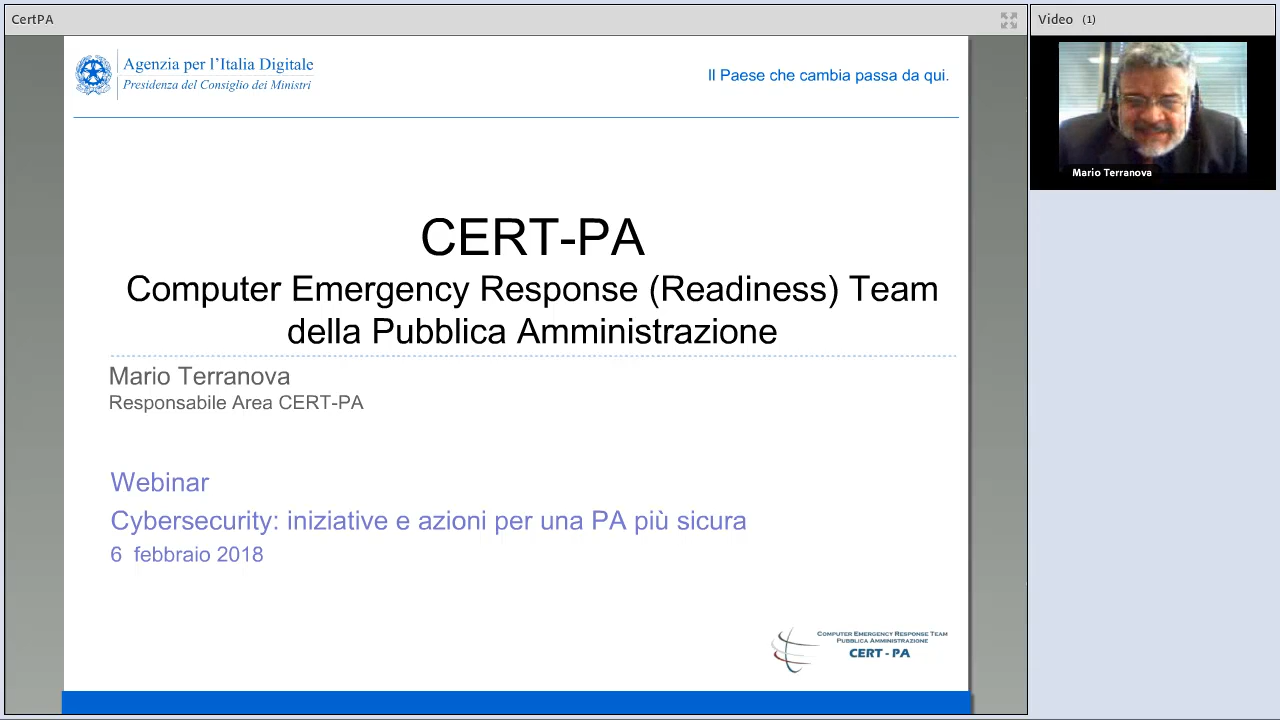 CertPA
Video (1)
Agenzia per l'Italia Digitale
Presidenza del Consiglio dei Ministri
Il Paese che cambia passa da qui.
Mario Terranova
CERT-PA
Computer Emergency Response (Readiness) Team
della Pubblica Amministrazione
Mario Terranova
Responsabile Area CERT-PA
Webinar
Cybersecurity: iniziative e azioni per una PA più sicura
6 febbraio 2018
COMPUTER EMERGENCY RESPONSE TEAM
PUBBLICA AMMINISTRAZIONE
CERT - PA